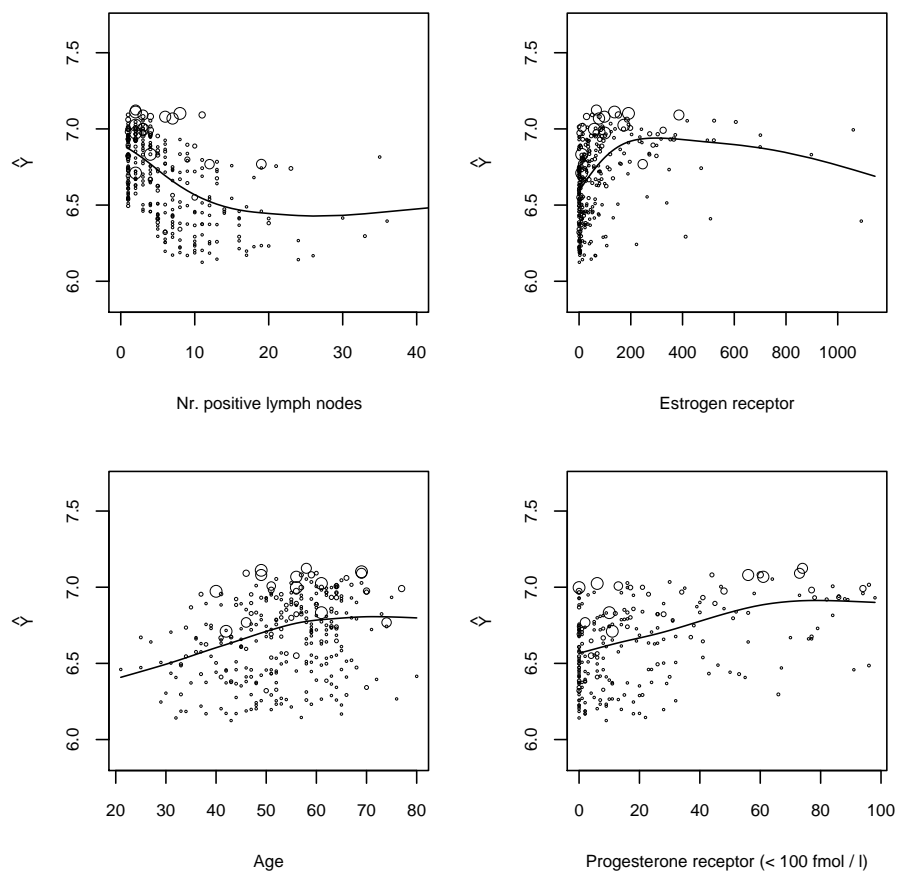 7.5
7.0
6.5
6.0
Ŷ
0 10 20 30 40
Nr. positive lymph nodes
7.5
7.0
6.5
6.0
Ŷ
0 200 400 600 800 1000
Estrogen receptor
7.5
7.0
6.5
6.0
Ŷ
20 30 40 50 60 70 80
Age
7.5
7.0
6.5
6.0
Ŷ
0 20 40 60 80 100
Progesterone receptor (< 100 fmol / l)